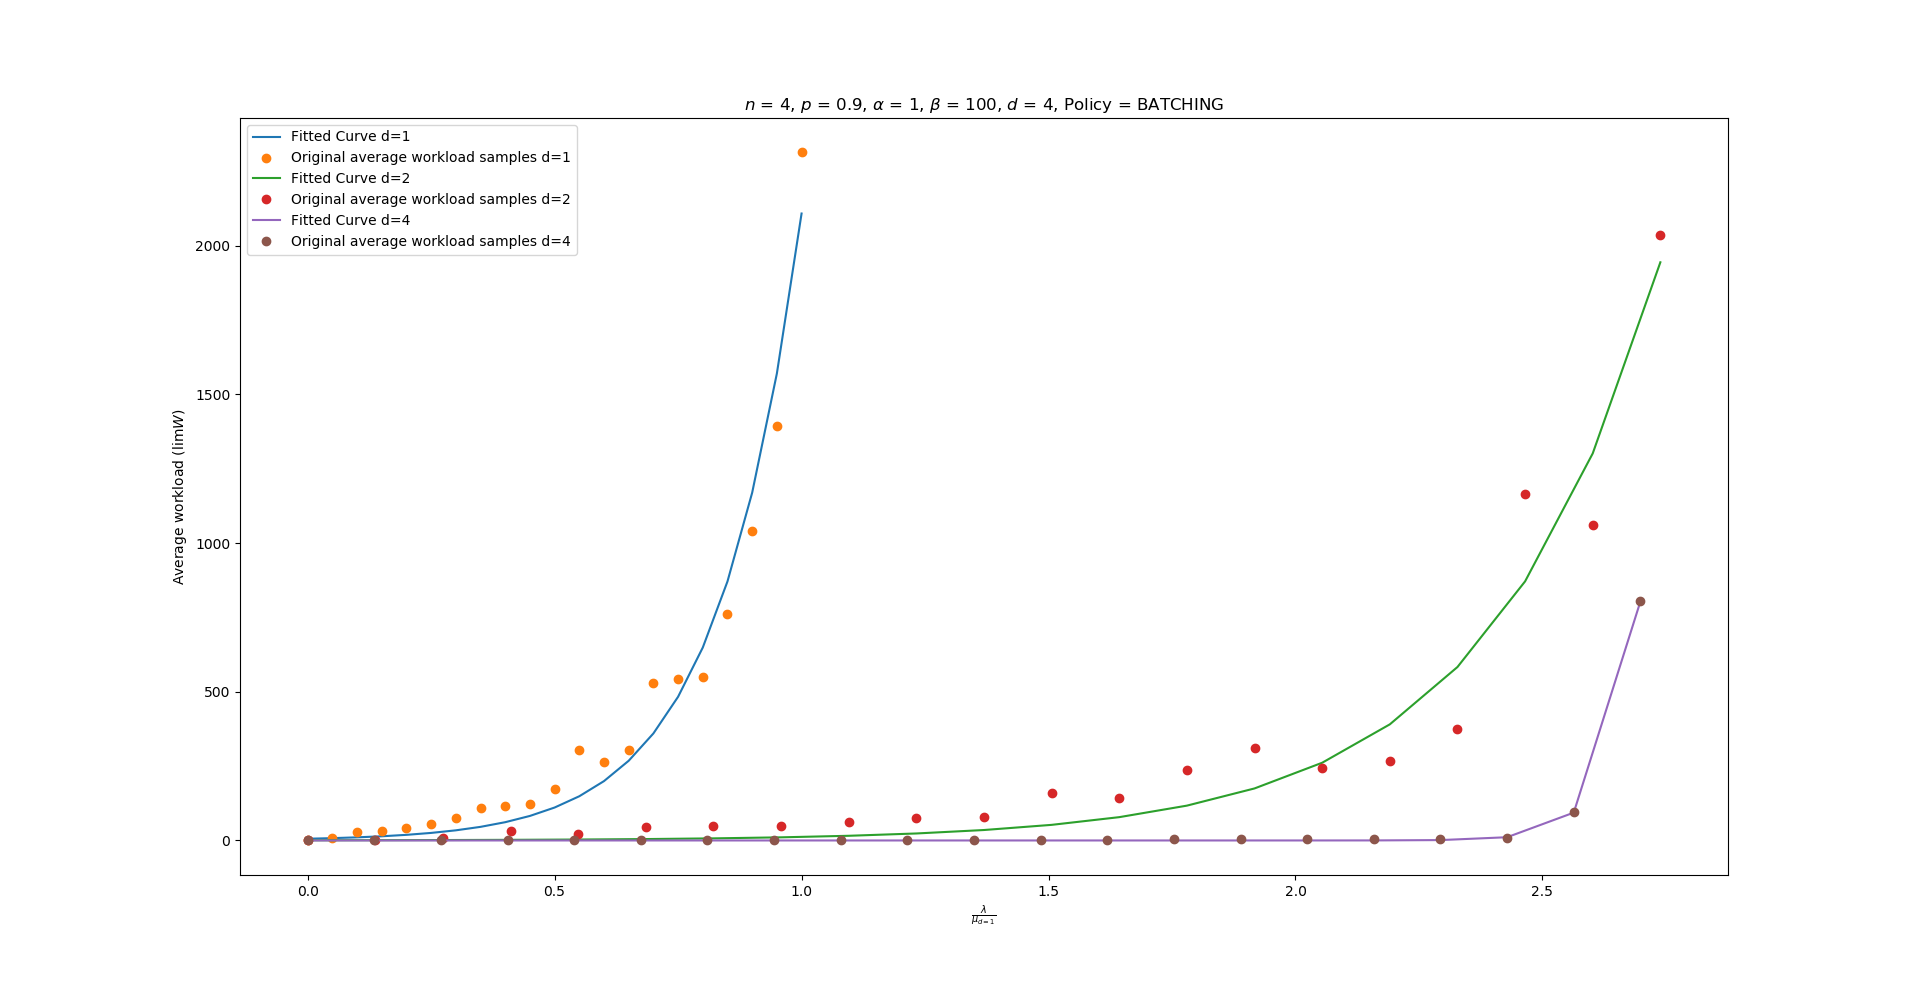 n = 4, p = 0.9, α = 1, β = 100, d = 4, Policy = BATCHING
Fitted Curve d=1
Original average workload samples d=1
Fitted Curve d=2
Original average workload samples d=2
Fitted Curve d=4
Original average workload samples d=4
2000
1500
1000
500
0
Average workload (limW)
0.0 0.5 1.0 1.5 2.0 2.5
λ
μd=1